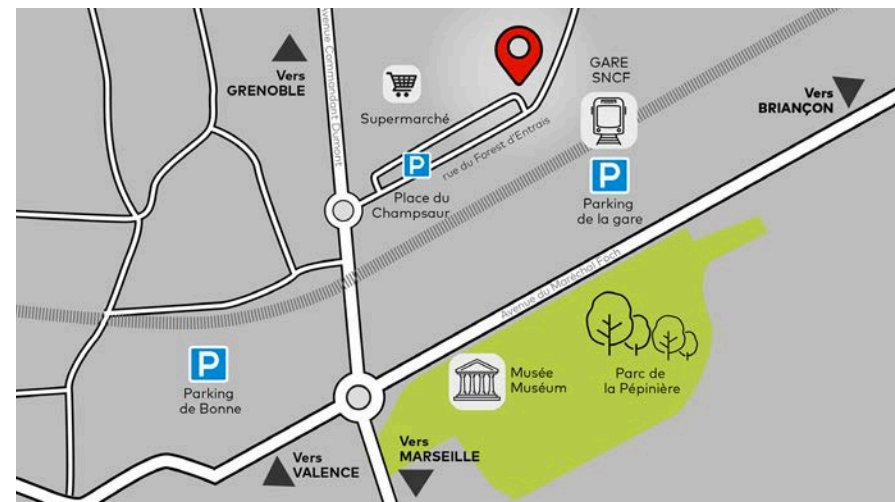 Avenue Commondant Dumont
Vers
GRENOBLE
Supermarché
GARE
SNCF
Vers
BRIANÇON
rue du Forest d'Entrais
P
Place du
Champsaur
P
Parking
de la gare
Avenue du Maréchal Foch
P
Parking
de Bonne
Musée
Muséum
Parc de
la Pépinière
Vers
VALENCE
Vers
MARSEILLE